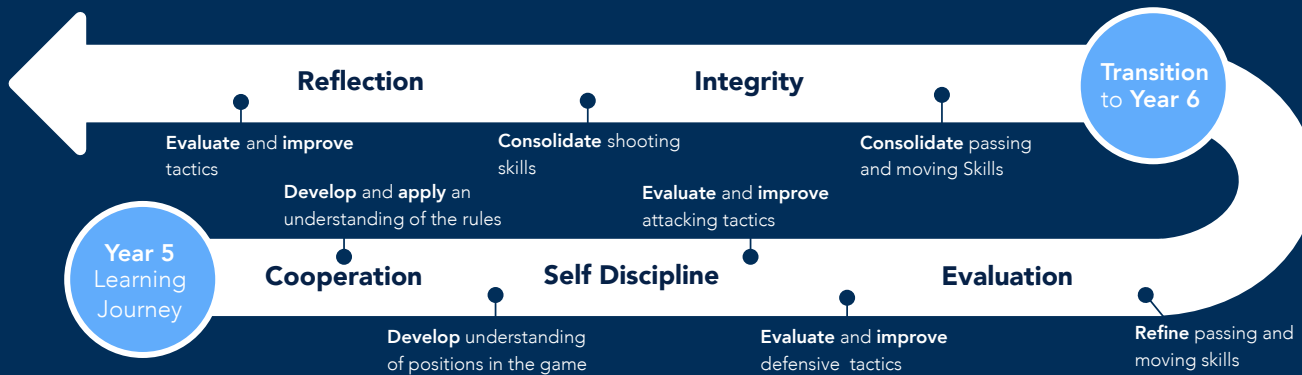 Reflection
Integrity
Transition
to Year 6
Evaluate and improve
tactics
Consolidate shooting
skills
Consolidate passing
and moving Skills
Develop and apply an
understanding of the rules
Evaluate and improve
attacking tactics
Year 5
Learning
Journey
Cooperation
Self Discipline
Evaluation
Develop understanding
of positions in the game
Evaluate and improve
defensive tactics
Refine passing and
moving skills